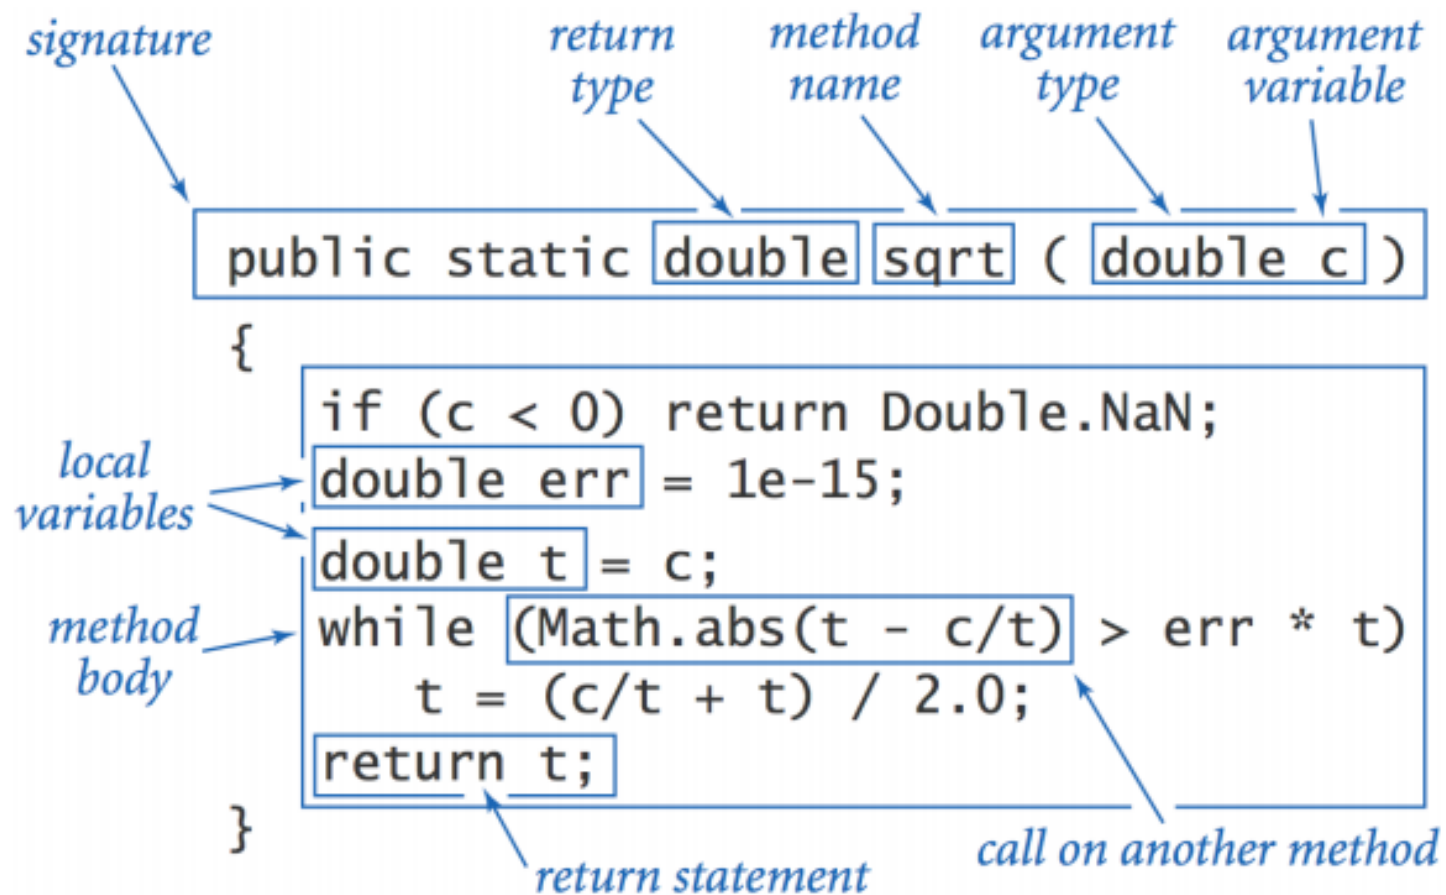 signature
return type
method name
argument type
argument variable
public static double sqrt ( double c )
{
if (c < 0) return Double.NaN;
local variables
double err = 1e-15;
double t = c;
method body
while (Math.abs(t - c/t) > err * t)
t = (c/t + t) / 2.0;
return t;
}
return statement
call on another method